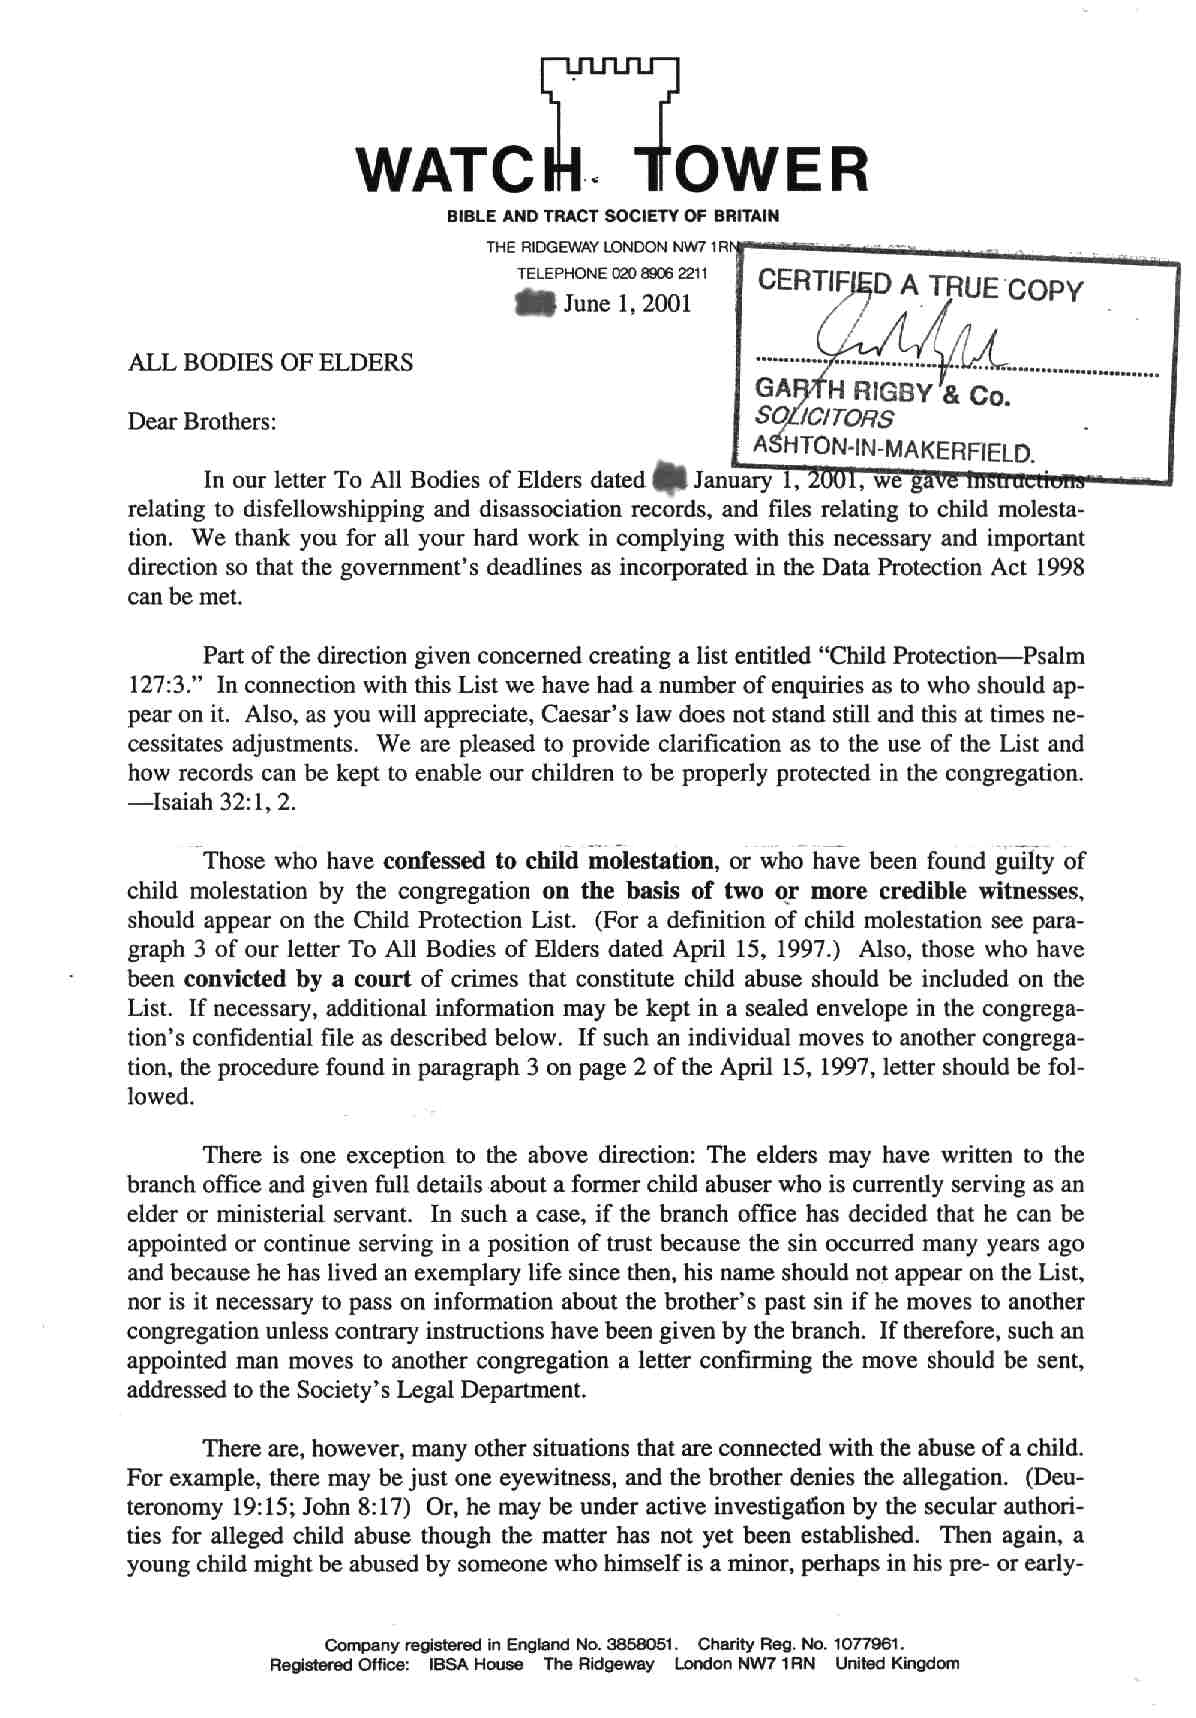 WATCH TOWER
BIBLE AND TRACT SOCIETY OF BRITAIN
THE RIDGEWAY LONDON NW7 1RN
TELEPHONE 020 8906 2211
June 1, 2001
CERTIFIED A TRUE COPY
GARTH RIGBY & Co.
SOLICITORS
ASHTON-IN-MAKERFIELD.
ALL BODIES OF ELDERS
Dear Brothers:
In our letter To All Bodies of Elders dated January 1, 2001, we gave instructions
relating to disfellowshipping and disassociation records, and files relating to child molesta-
tion. We thank you for all your hard work in complying with this necessary and important
direction so that the government's deadlines as incorporated in the Data Protection Act 1998
can be met.
Part of the direction given concerned creating a list entitled “Child Protection—Psalm
127:3.” In connection with this List we have had a number of enquiries as to who should ap-
pear on it. Also, as you will appreciate, Caesar's law does not stand still and this at times ne-
cessitates adjustments. We are pleased to provide clarification as to the use of the List and
how records can be kept to enable our children to be properly protected in the congregation.
—Isaiah 32:1, 2.
Those who have confessed to child molestation, or who have been found guilty of
child molestation by the congregation on the basis of two or more credible witnesses,
should appear on the Child Protection List. (For a definition of child molestation see para-
graph 3 of our letter To All Bodies of Elders dated April 15, 1997.) Also, those who have
been convicted by a court of crimes that constitute child abuse should be included on the
List. If necessary, additional information may be kept in a sealed envelope in the congrega-
tion's confidential file as described below. If such an individual moves to another congrega-
tion, the procedure found in paragraph 3 on page 2 of the April 15, 1997, letter should be fol-
lowed.
There is one exception to the above direction: The elders may have written to the
branch office and given full details about a former child abuser who is currently serving as an
elder or ministerial servant. In such a case, if the branch office has decided that he can be
appointed or continue serving in a position of trust because the sin occurred many years ago
and because he has lived an exemplary life since then, his name should not appear on the List,
nor is it necessary to pass on information about the brother's past sin if he moves to another
congregation unless contrary instructions have been given by the branch. If therefore, such an
appointed man moves to another congregation a letter confirming the move should be sent,
addressed to the Society's Legal Department.
There are, however, many other situations that are connected with the abuse of a child.
For example, there may be just one eyewitness, and the brother denies the allegation. (Deu-
teronomy 19:15; John 8:17) Or, he may be under active investigation by the secular authori-
ties for alleged child abuse though the matter has not yet been established. Then again, a
young child might be abused by someone who himself is a minor, perhaps in his pre- or early-
Company registered in England No. 3858051. Charity Reg. No. 1077961.
Registered Office: IBSA House The Ridgeway London NW7 1RN United Kingdom